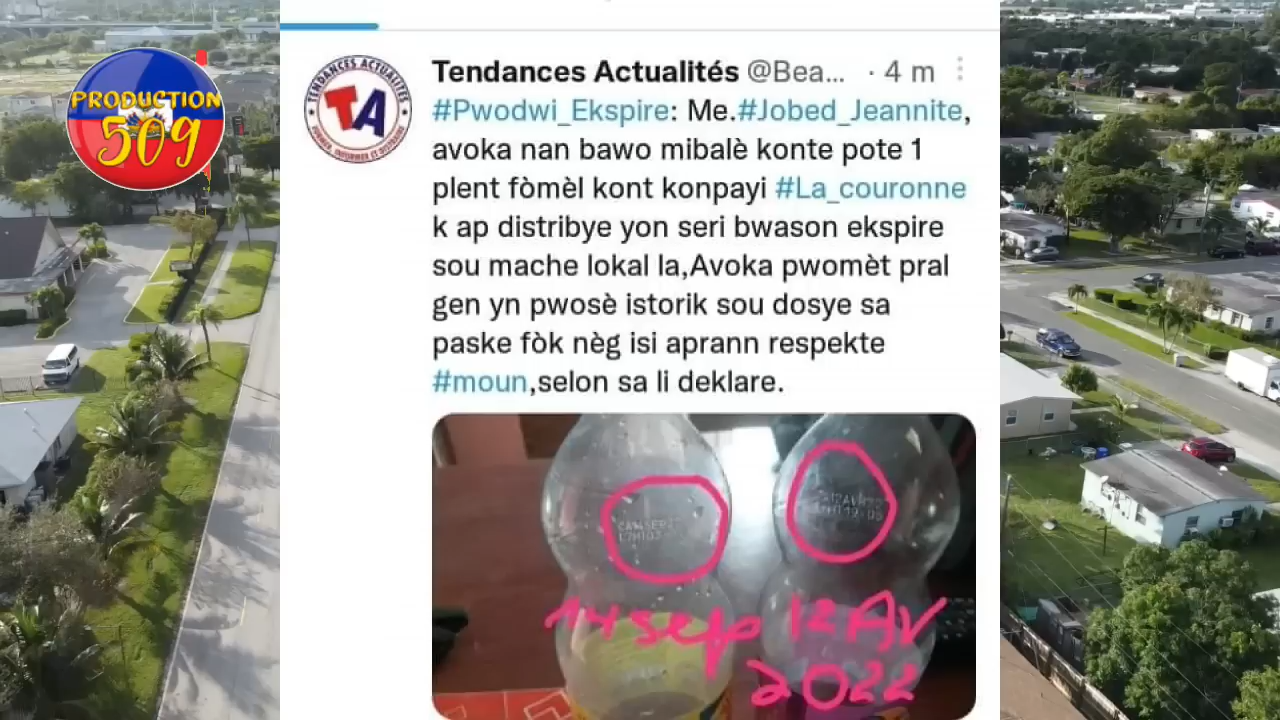 PRODUCTION
509
TENDANCES ACTUALITÉS
TA
Tendances Actualités @Bea... · 4 m
#Pwodwi_Ekspire: Me.#Jobed_Jeannite,
avoka nan bawo mibalè konte pote 1
plent fòmèl kont konpayi #La_couronne
k ap distribye yon seri bwason ekspire
sou mache lokal la,Avoka pwomèt pral
gen yn pwosè istorik sou dosye sa
paske fòk nèg isi aprann respekte
#moun,selon sa li deklare.
14 sep 12 AV
2022